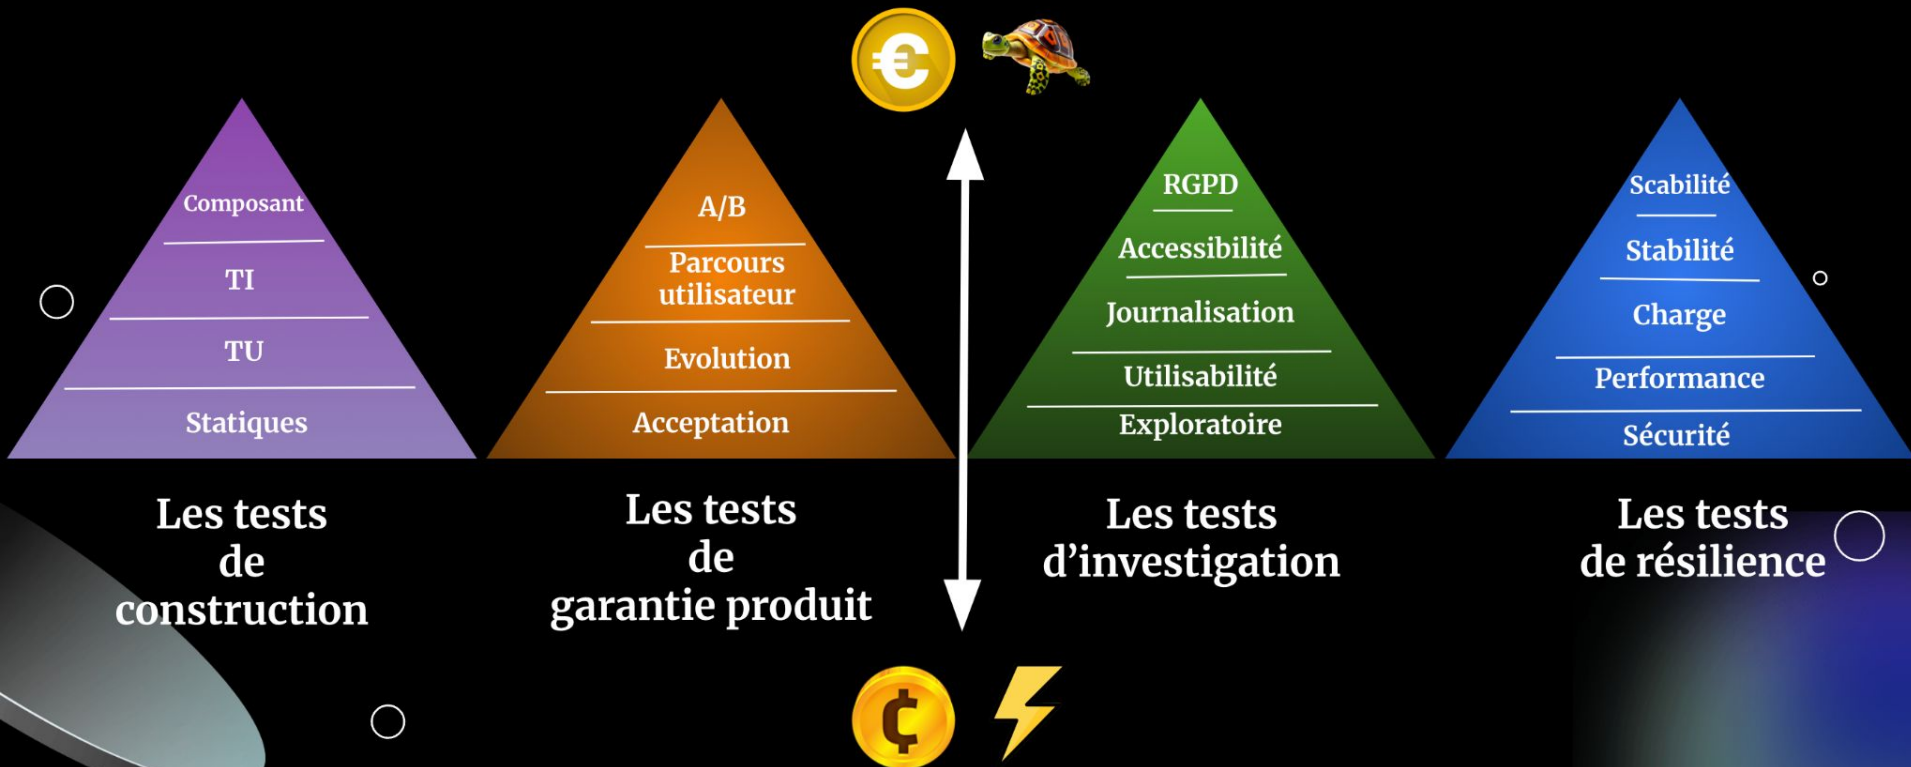 €
Composant
TI
TU
Statiques
Les tests
de
construction
A/B
Parcours
utilisateur
Evolution
Acceptation
Les tests
de
garantie produit
RGPD
Accessibilité
Journalisation
Utilisabilité
Exploratoire
Les tests
d’investigation
Scabilité
Stabilité
Charge
Performance
Sécurité
Les tests
de résilience
¢